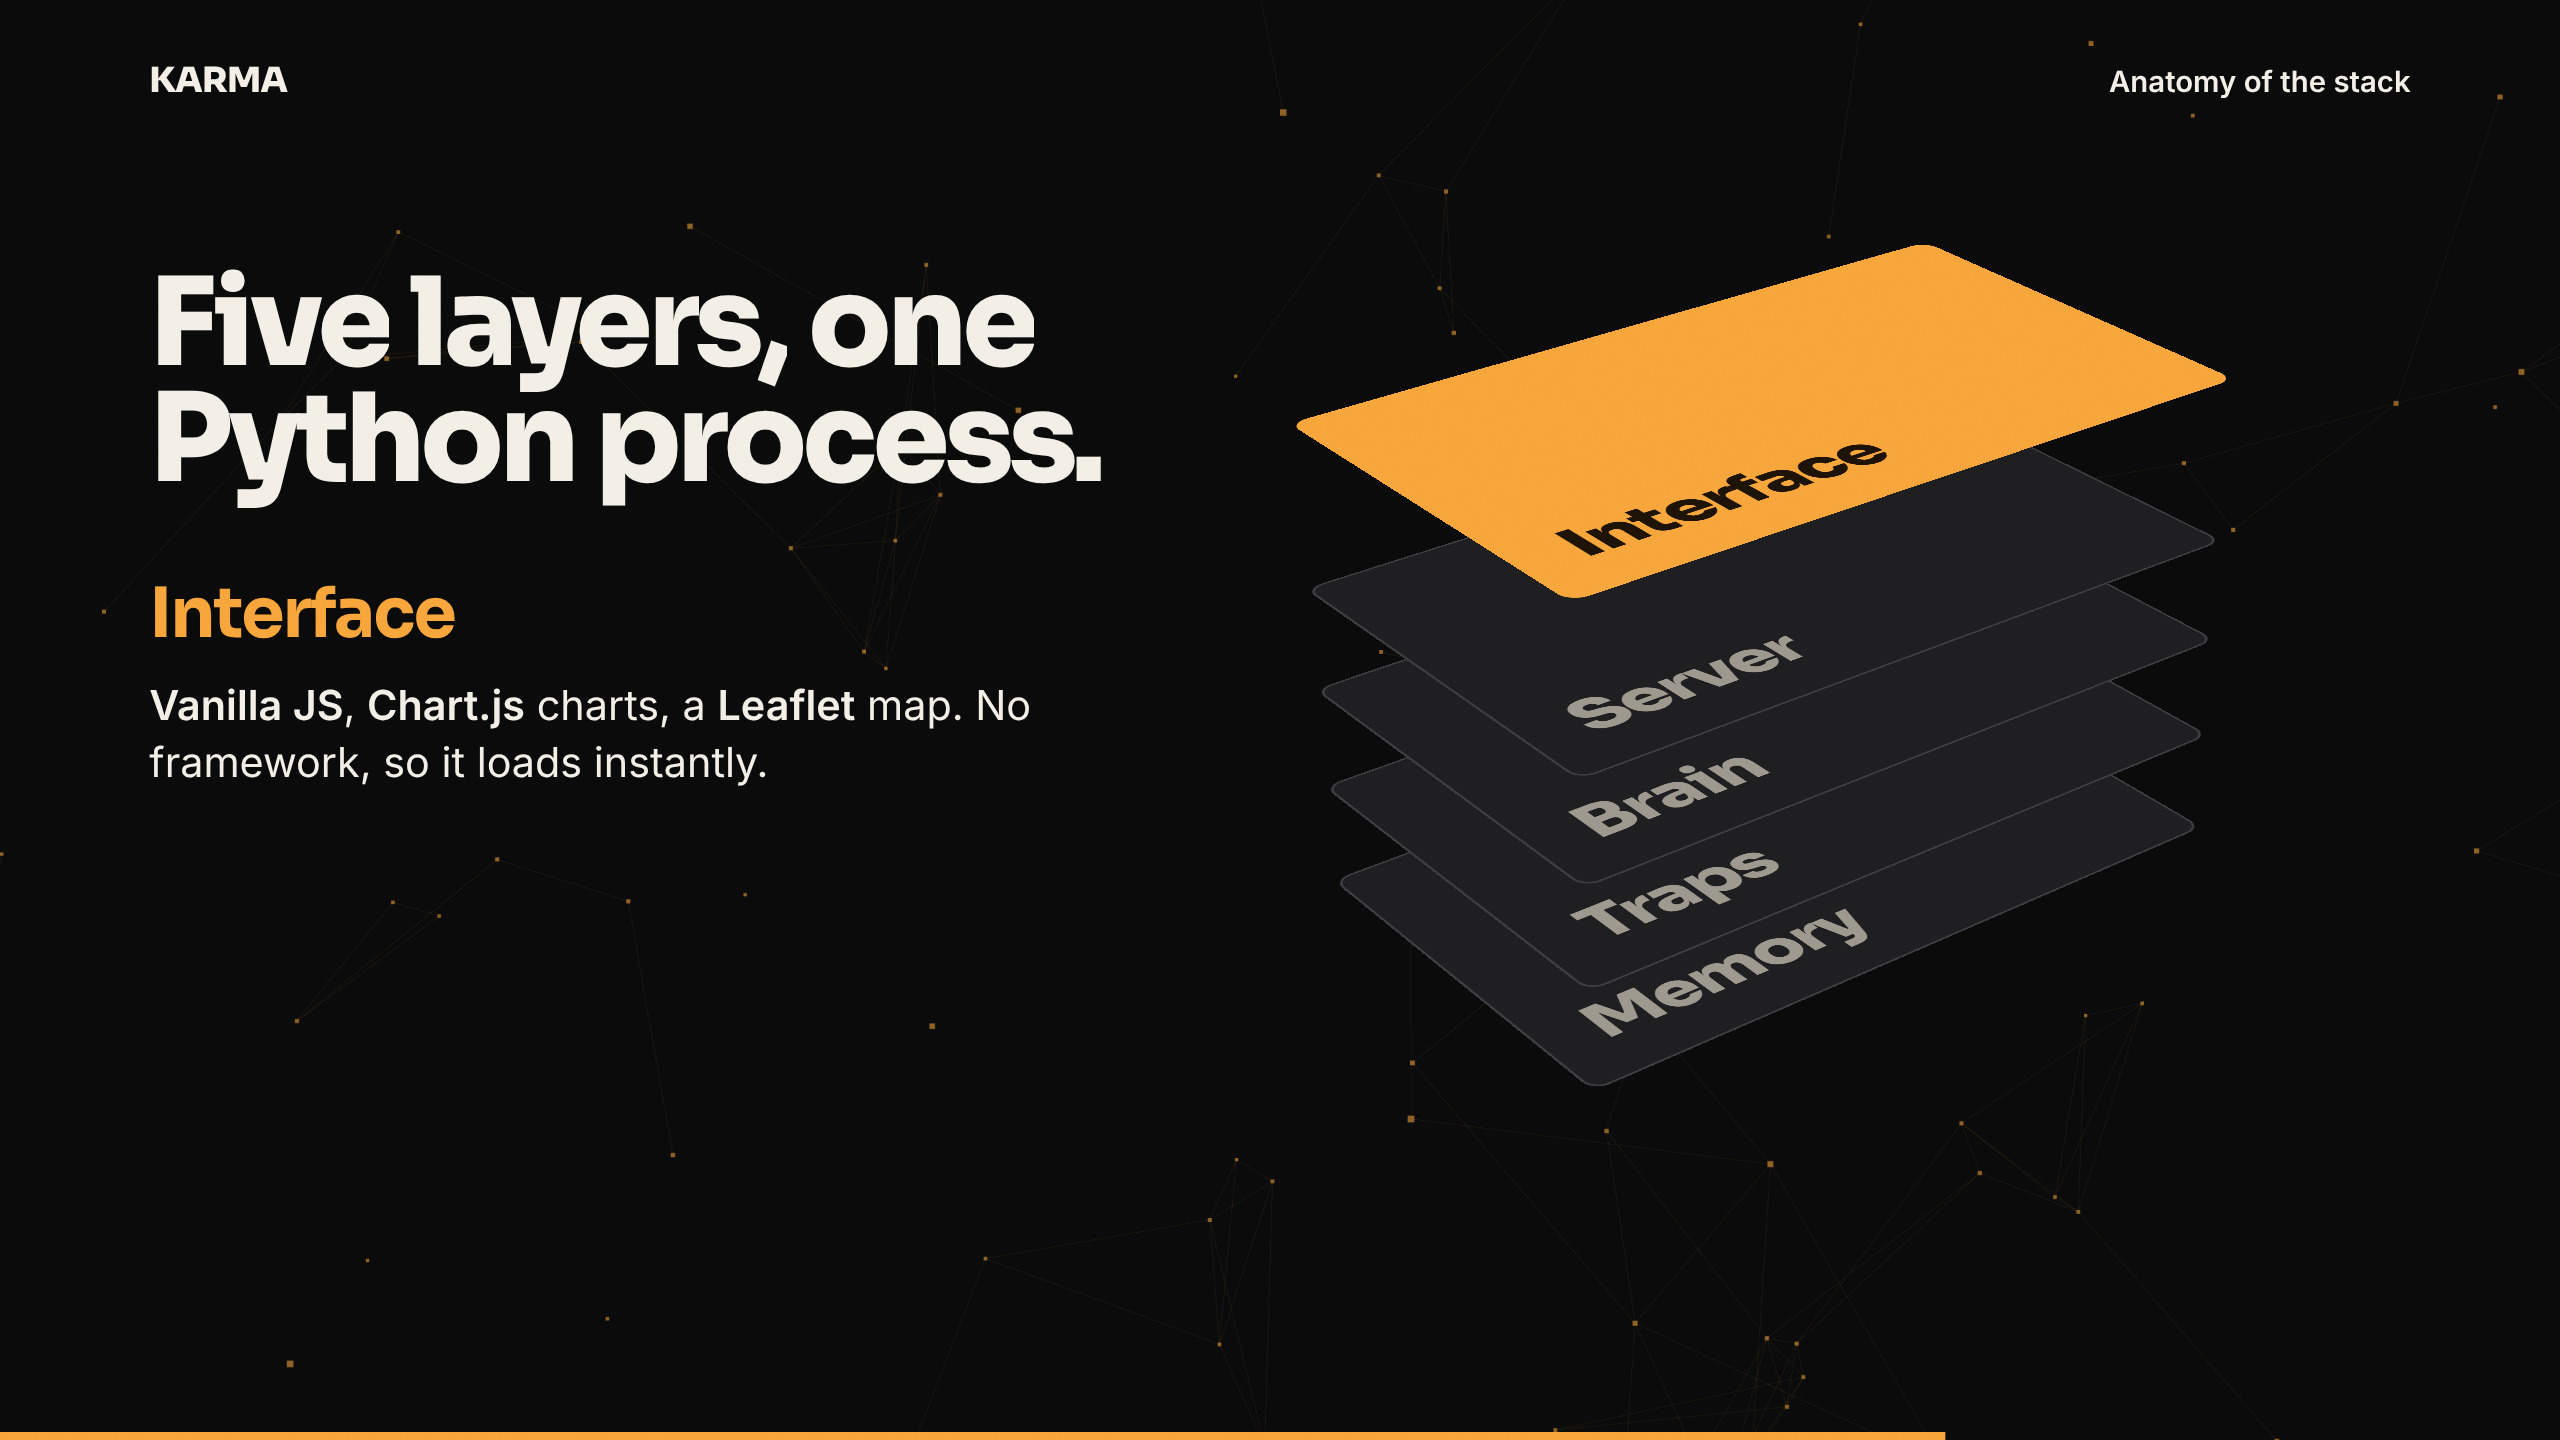 KARMA
Anatomy of the stack
Five layers, one
Python process.
Interface
Vanilla JS, Chart.js charts, a Leaflet map. No
framework, so it loads instantly.
Interface
Server
Brain
Traps
Memory